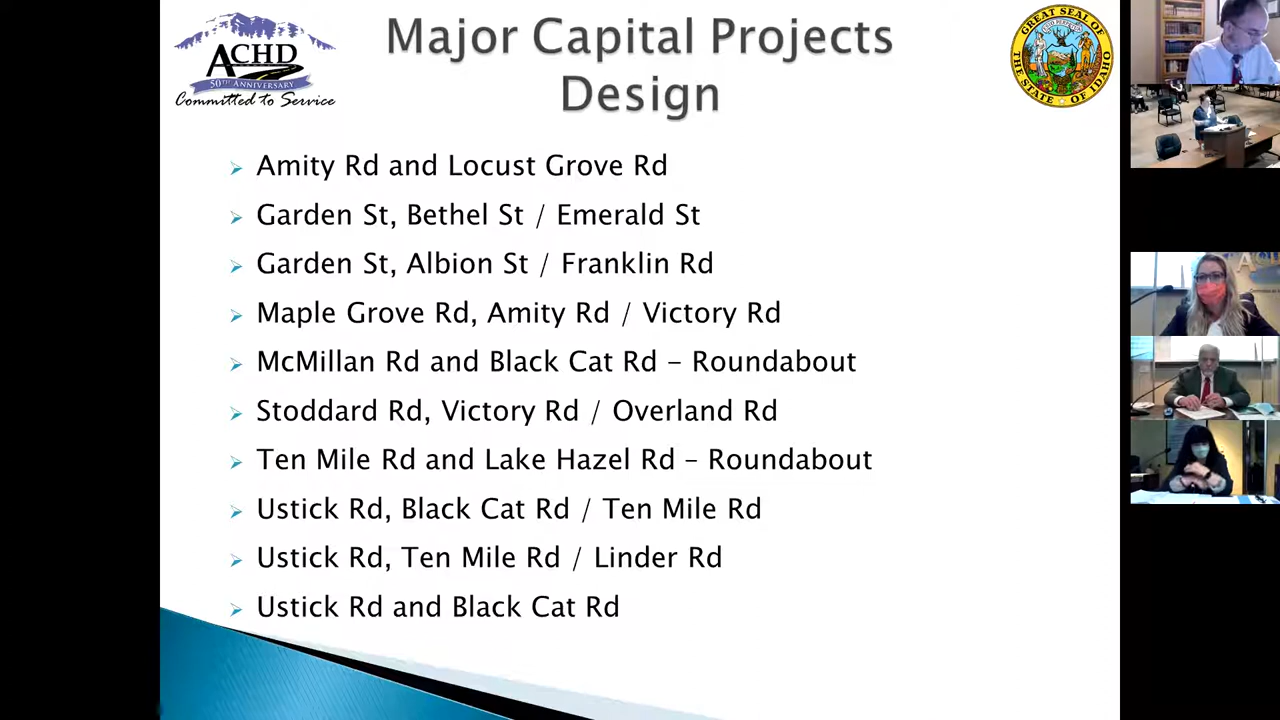 ACHD
50TH ANNIVERSARY
Committed to Service
Major Capital Projects
Design
GREAT SEAL OF
THE STATE OF IDAHO
Amity Rd and Locust Grove Rd
Garden St, Bethel St / Emerald St
Garden St, Albion St / Franklin Rd
Maple Grove Rd, Amity Rd / Victory Rd
McMillan Rd and Black Cat Rd – Roundabout
Stoddard Rd, Victory Rd / Overland Rd
Ten Mile Rd and Lake Hazel Rd – Roundabout
Ustick Rd, Black Cat Rd / Ten Mile Rd
Ustick Rd, Ten Mile Rd / Linder Rd
Ustick Rd and Black Cat Rd